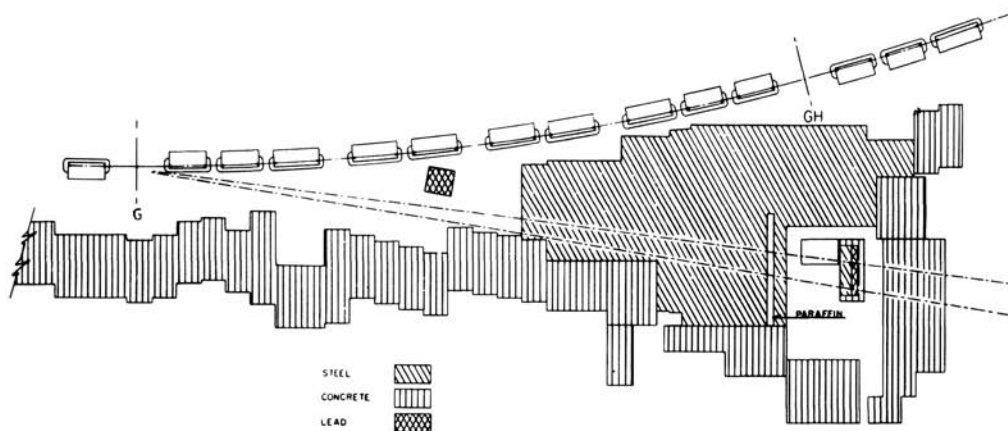 GH
G
PARAFFIN
STEEL
CONCRETE
LEAD